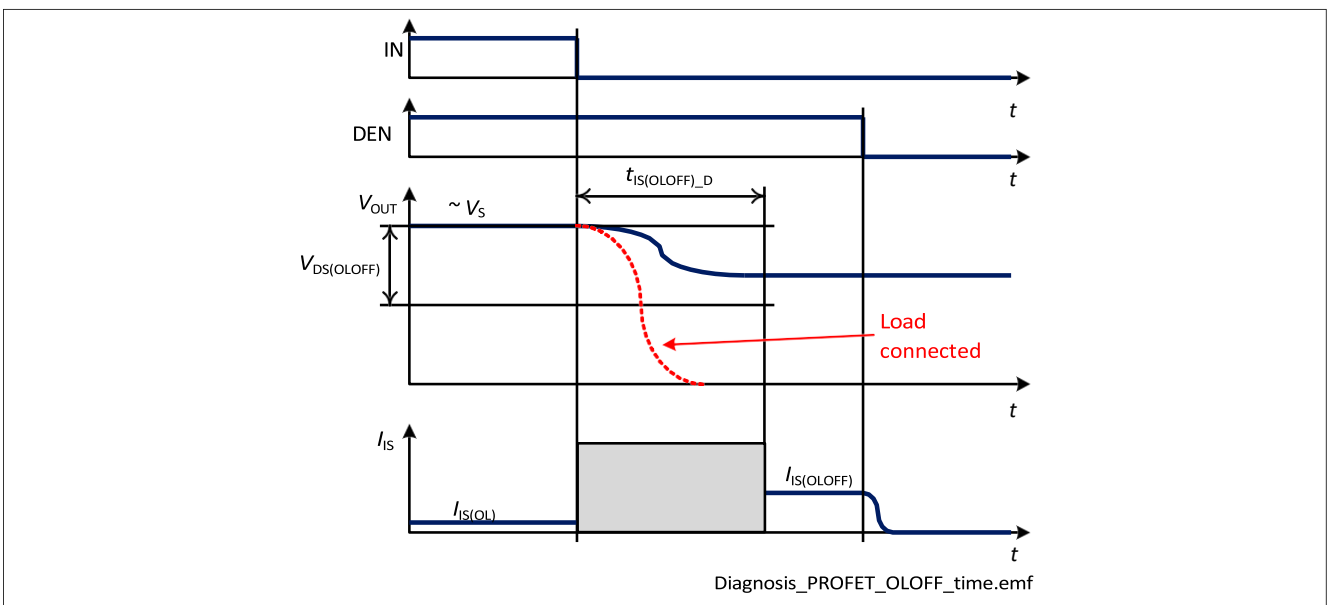 IN
t
DEN
t
tIS(OLOFF)_D
VOUT
~ VS
VDS(OLOFF)
Load
connected
t
IIS
IIS(OLOFF)
IIS(OL)
t
Diagnosis_PROFET_OLOFF_time.emf